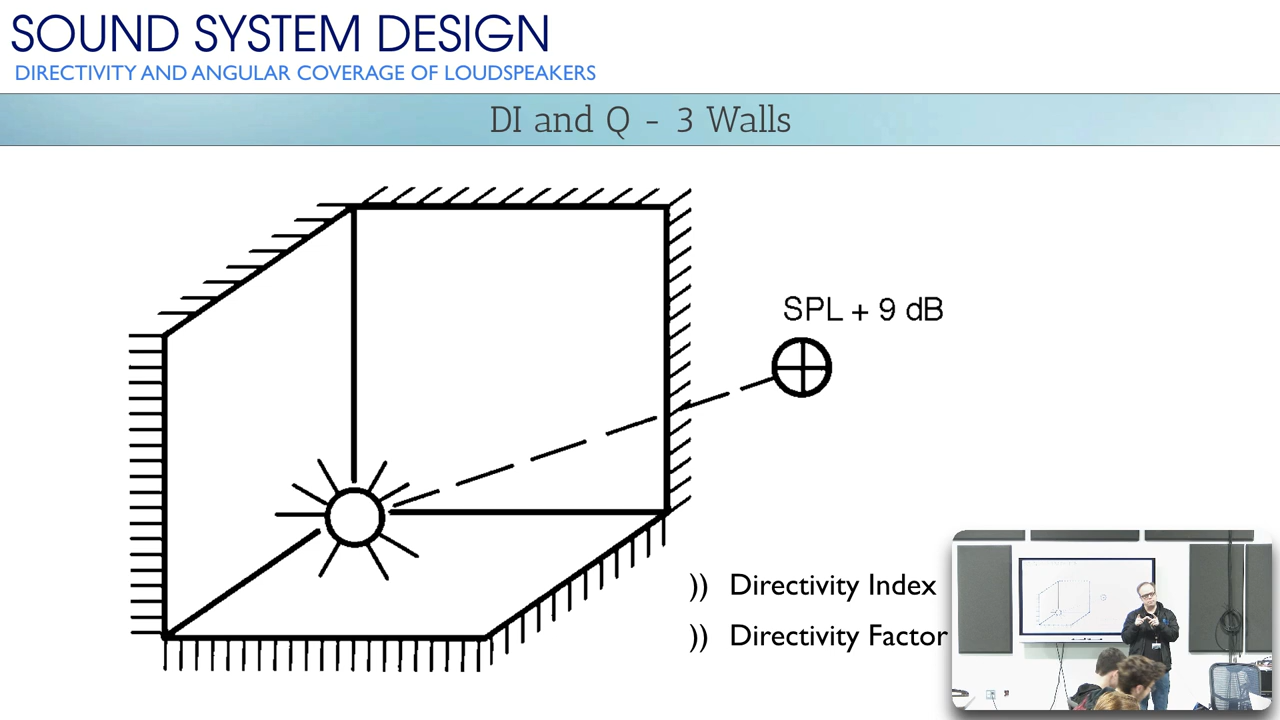 SOUND SYSTEM DESIGN
DIRECTIVITY AND ANGULAR COVERAGE OF LOUDSPEAKERS
DI and Q - 3 Walls
SPL + 9 dB
)) Directivity Index
)) Directivity Factor